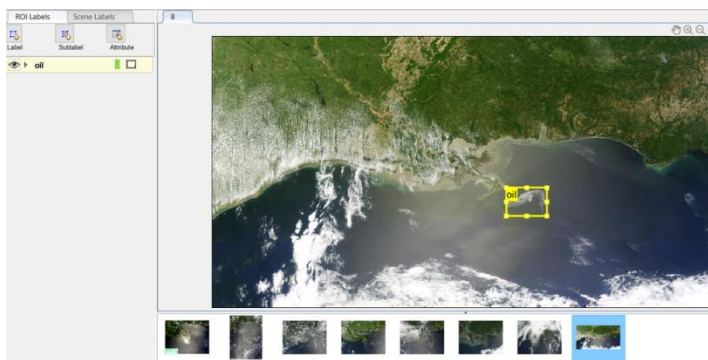 ROI Labels Scene Labels
8
Label Sublabel Attribute
oil
oil